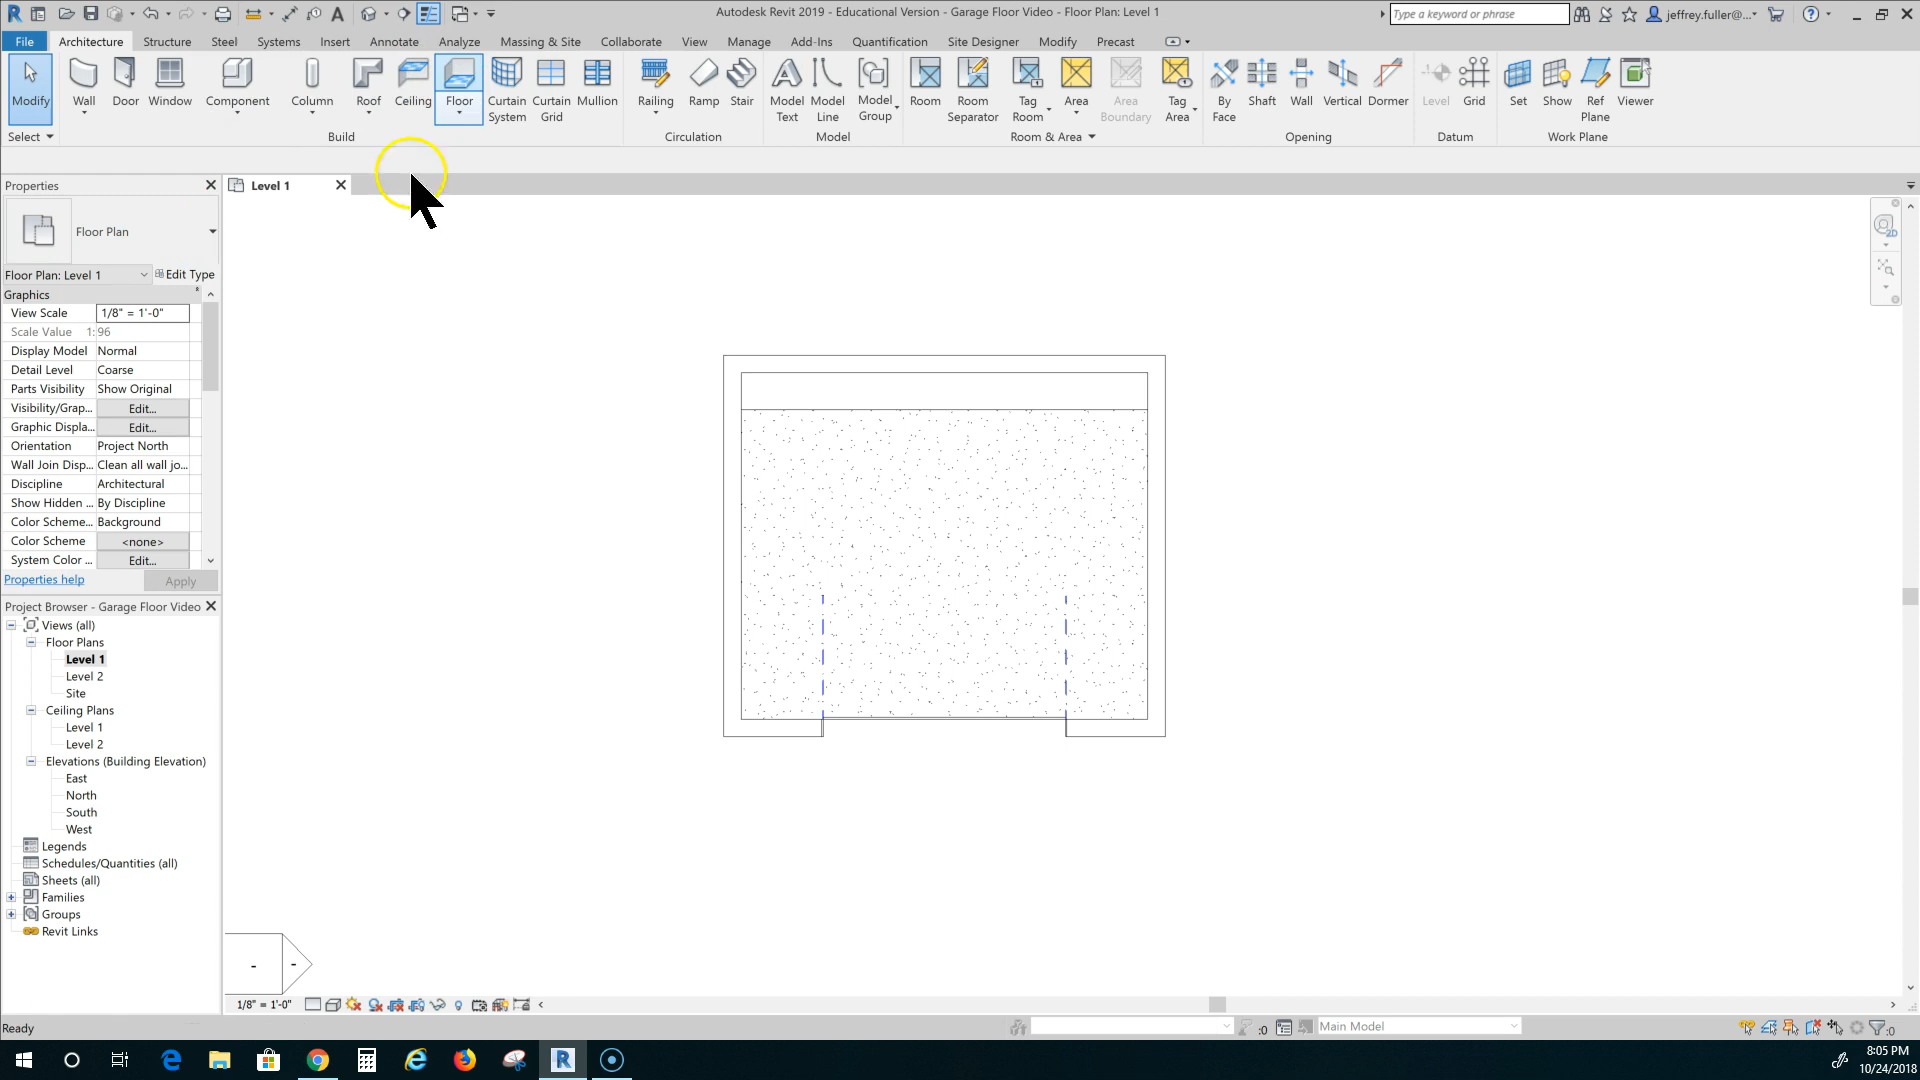 Autodesk Revit 2019 - Educational Version - Garage Floor Video - Floor Plan: Level 1
Type a keyword or phrase
jeffrey.fuller@...
File Architecture Structure Steel Systems Insert Annotate Analyze Massing & Site Collaborate View Manage Add-Ins Quantification Site Designer Modify Precast
Modify Wall Door Window Component Column Roof Ceiling Floor Curtain System Curtain Grid Mullion Railing Ramp Stair Model Text Model Line Model Group Room Room Separator Tag Room Area Area Boundary Tag Area By Face Shaft Wall Vertical Dormer Level Grid Set Show Ref Plane Viewer
Select Build Circulation Model Room & Area Opening Datum Work Plane
Properties
Level 1
Floor Plan
Floor Plan: Level 1 Edit Type
Graphics
View Scale 1/8" = 1'-0"
Scale Value 1: 96
Display Model Normal
Detail Level Coarse
Parts Visibility Show Original
Visibility/Grap... Edit...
Graphic Displa... Edit...
Orientation Project North
Wall Join Disp... Clean all wall jo...
Discipline Architectural
Show Hidden ... By Discipline
Color Scheme... Background
Color Scheme <none>
System Color ... Edit...
Properties help Apply
Project Browser - Garage Floor Video
Views (all)
Floor Plans
Level 1
Level 2
Site
Ceiling Plans
Level 1
Level 2
Elevations (Building Elevation)
East
North
South
West
Legends
Schedules/Quantities (all)
Sheets (all)
Families
Groups
Revit Links
- -
1/8" = 1'-0"
Ready
:0
Main Model
:0
8:05 PM
10/24/2018